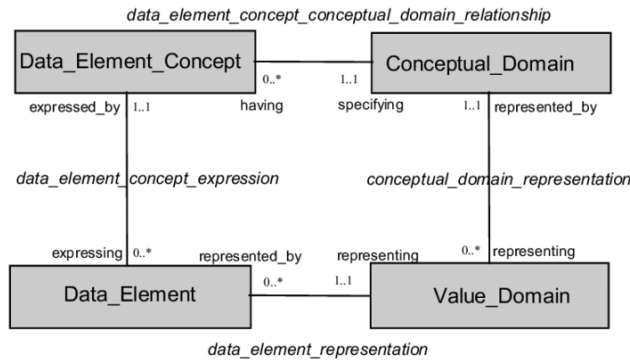 data_element_concept_conceptual_domain_relationship
Data_Element_Concept
Conceptual_Domain
0..*
1..1
expressed_by
1..1
having
specifying
1..1
represented_by
data_element_concept_expression
conceptual_domain_representation
expressing
0..*
represented_by
representing
0..*
representing
Data_Element
0..*
1..1
Value_Domain
data_element_representation